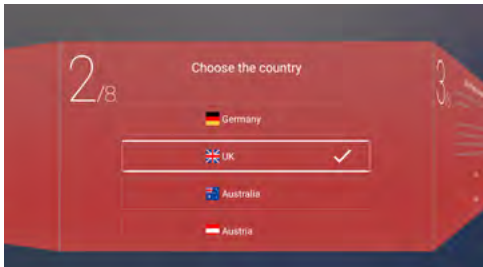 2/8
Choose the country
Germany
UK
Australia
Austria
3